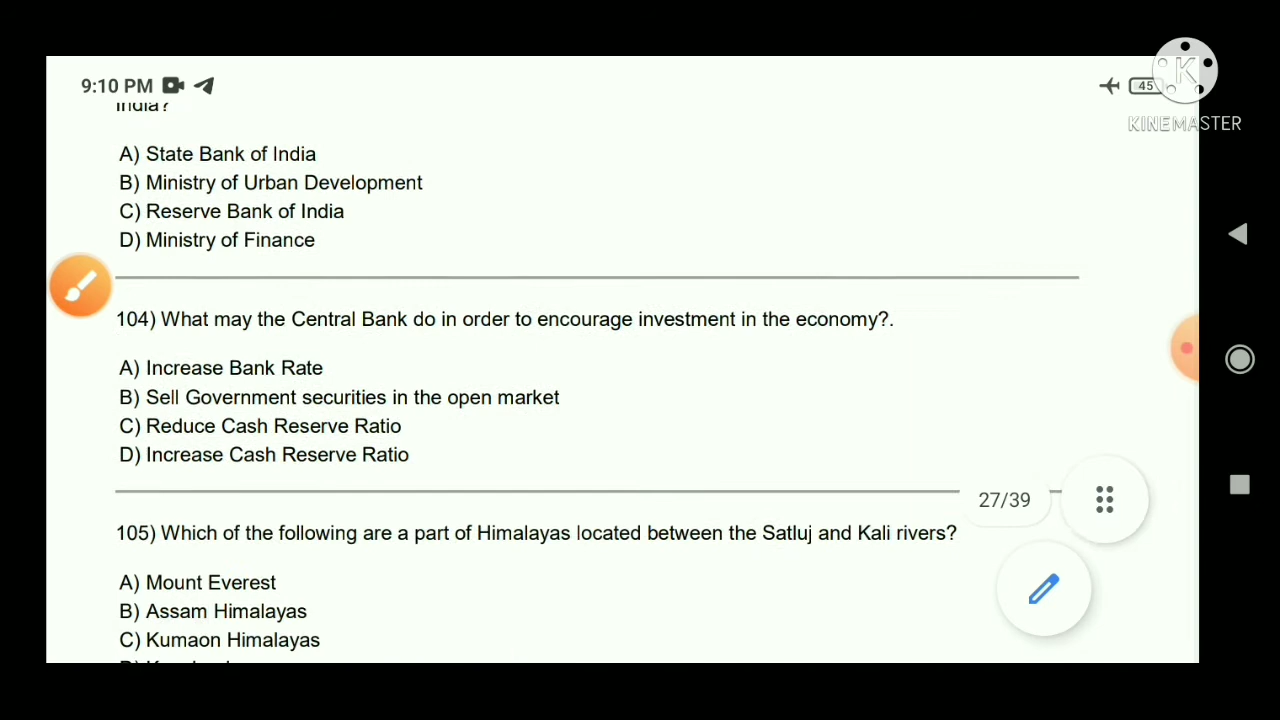 9:10 PM
45
KINEMASTER
India?
A) State Bank of India
B) Ministry of Urban Development
C) Reserve Bank of India
D) Ministry of Finance
104) What may the Central Bank do in order to encourage investment in the economy?.
A) Increase Bank Rate
B) Sell Government securities in the open market
C) Reduce Cash Reserve Ratio
D) Increase Cash Reserve Ratio
27/39
105) Which of the following are a part of Himalayas located between the Satluj and Kali rivers?
A) Mount Everest
B) Assam Himalayas
C) Kumaon Himalayas